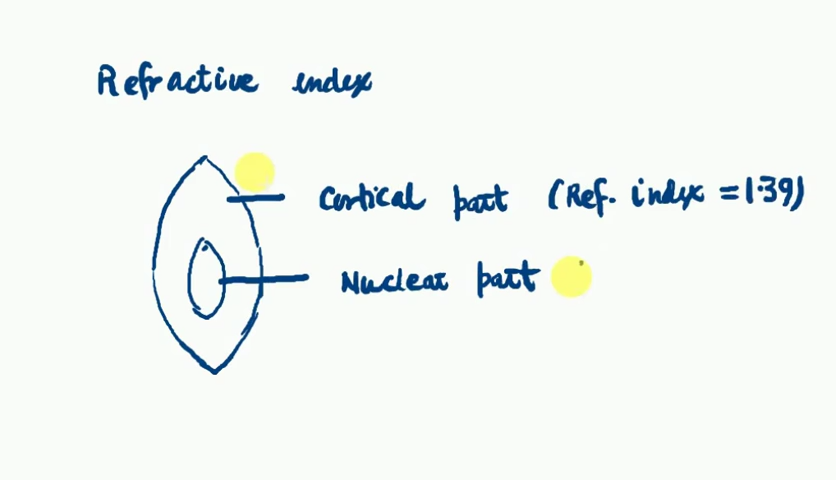 Refractive index
Cortical part (Ref. index = 1.39)
Nuclear part